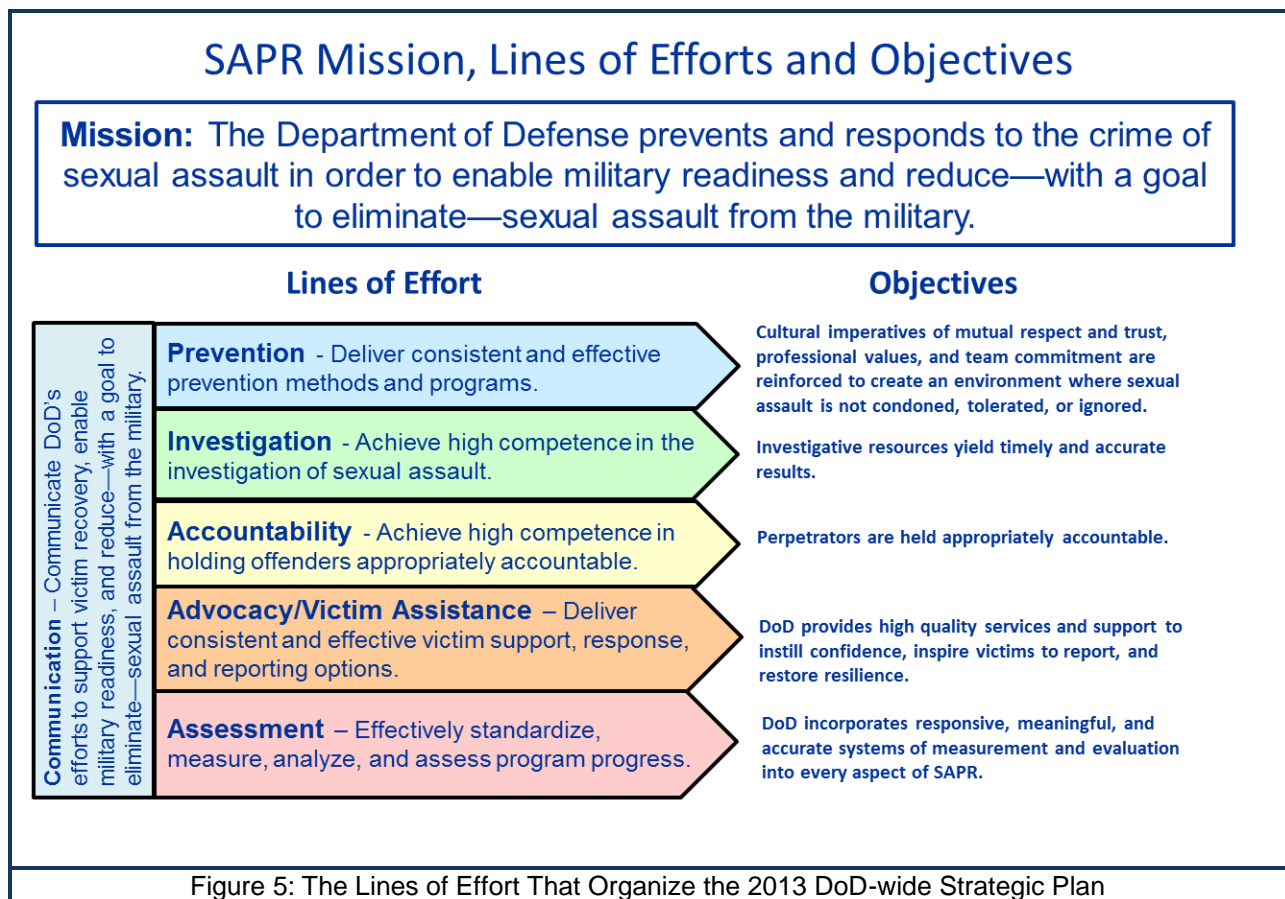 SAPR Mission, Lines of Efforts and Objectives
Mission: The Department of Defense prevents and responds to the crime of
sexual assault in order to enable military readiness and reduce—with a goal
to eliminate—sexual assault from the military.
Lines of Effort
Objectives
Communication – Communicate DoD's
efforts to support victim recovery, enable
military readiness, and reduce—with a goal to
eliminate—sexual assault from the military.
Prevention - Deliver consistent and effective
prevention methods and programs.
Cultural imperatives of mutual respect and trust,
professional values, and team commitment are
reinforced to create an environment where sexual
assault is not condoned, tolerated, or ignored.
Investigation - Achieve high competence in the
investigation of sexual assault.
Investigative resources yield timely and accurate
results.
Accountability - Achieve high competence in
holding offenders appropriately accountable.
Perpetrators are held appropriately accountable.
Advocacy/Victim Assistance – Deliver
consistent and effective victim support, response,
and reporting options.
DoD provides high quality services and support to
instill confidence, inspire victims to report, and
restore resilience.
Assessment – Effectively standardize,
measure, analyze, and assess program progress.
DoD incorporates responsive, meaningful, and
accurate systems of measurement and evaluation
into every aspect of SAPR.
Figure 5: The Lines of Effort That Organize the 2013 DoD-wide Strategic Plan